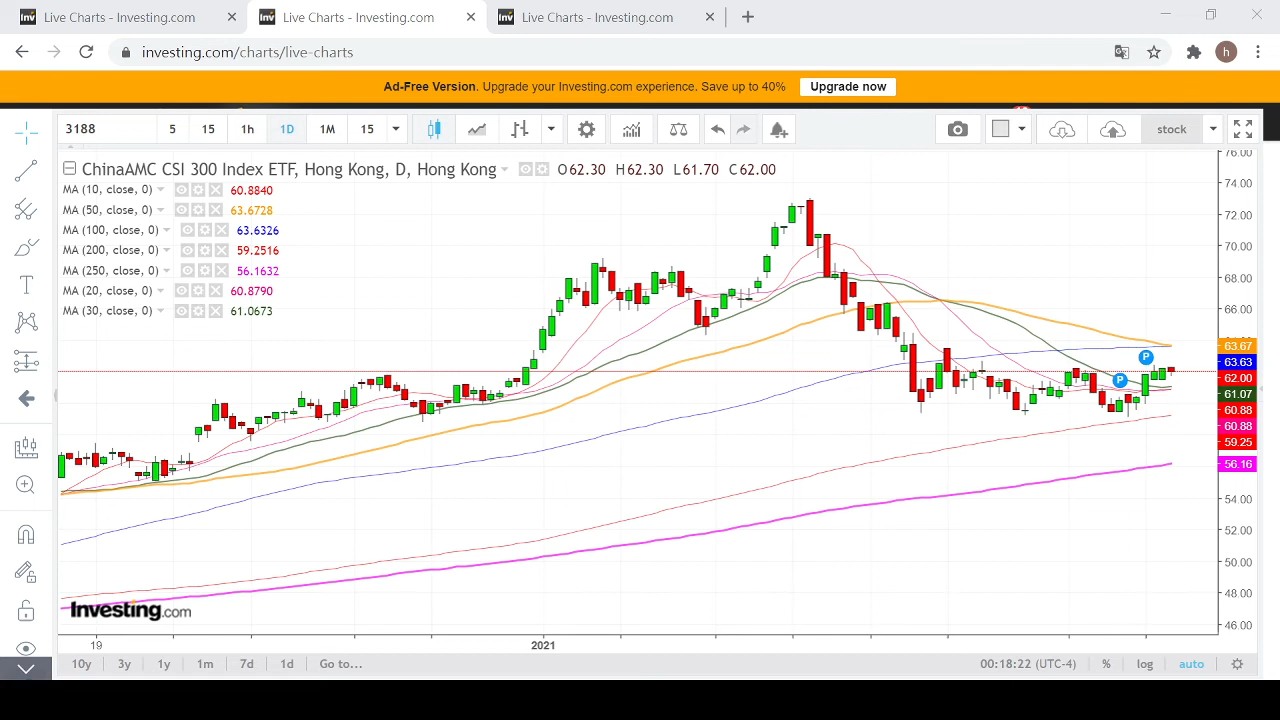 Live Charts - Investing.com Live Charts - Investing.com Live Charts - Investing.com
investing.com/charts/live-charts h
Ad-Free Version. Upgrade your Investing.com experience. Save up to 40% Upgrade now
3188 5 15 1h 1D 1M 15 stock
ChinaAMC CSI 300 Index ETF, Hong Kong, D, Hong Kong O62.30 H62.30 L61.70 C62.00
MA (10, close, 0) 60.8840
MA (50, close, 0) 63.6728
MA (100, close, 0) 63.6326
MA (200, close, 0) 59.2516
MA (250, close, 0) 56.1632
MA (20, close, 0) 60.8790
MA (30, close, 0) 61.0673
76.00
74.00
72.00
70.00
68.00
66.00
63.67
63.63
62.00
61.07
60.88
60.88
59.25
56.16
54.00
52.00
50.00
48.00
46.00
P
P
Investing.com
19 2021
10y 3y 1y 1m 7d 1d Go to... 00:18:22 (UTC-4) % log auto